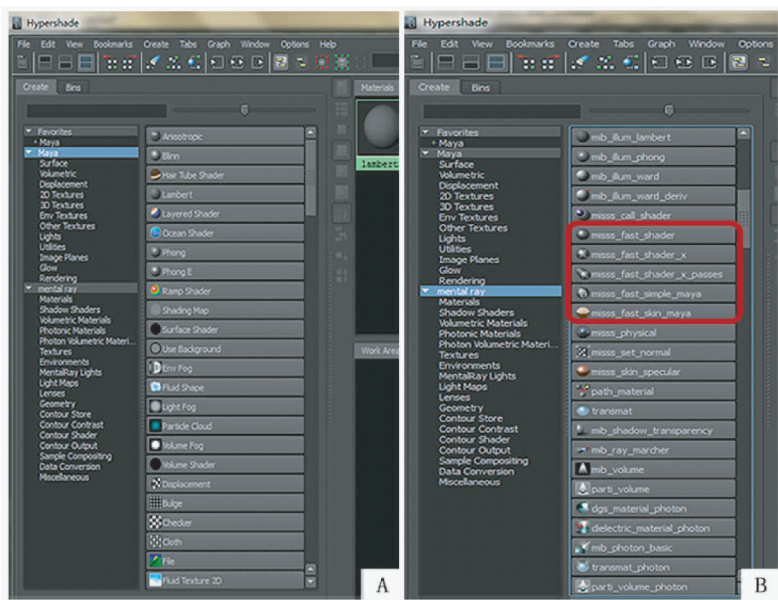 Hypershade
File Edit View Bookmarks Create Tabs Graph Window Options Help
Create Bins
Materials
Favorites
Maya
Maya
Surface
Volumetric
Displacement
2D Textures
3D Textures
Env Textures
Other Textures
Lights
Utilities
Image Planes
Glow
Rendering
mental ray
Materials
Shadow Shaders
Volumetric Materials
Photonic Materials
Photon Volumetric Materi...
Textures
Environments
MentalRay Lights
Light Maps
Lenses
Geometry
Contour Store
Contour Contrast
Contour Shader
Contour Output
Sample Compositing
Data Conversion
Miscellaneous
Anisotropic
Blinn
Hair Tube Shader
Lambert
Layered Shader
Ocean Shader
Phong
Phong E
Ramp Shader
Shading Map
Surface Shader
Use Background
Env Fog
Fluid Shape
Light Fog
Particle Cloud
Volume Fog
Volume Shader
Displacement
Bulge
Checker
Cloth
File
Fluid Texture 2D
lambert
Work Area
A
Hypershade
File Edit View Bookmarks Create Tabs Graph Window Options
Create Bins
Favorites
Maya
Maya
Surface
Volumetric
Displacement
2D Textures
3D Textures
Env Textures
Other Textures
Lights
Utilities
Image Planes
Glow
Rendering
mental ray
Materials
Shadow Shaders
Volumetric Materials
Photonic Materials
Photon Volumetric Materi...
Textures
Environments
MentalRay Lights
Light Maps
Lenses
Geometry
Contour Store
Contour Contrast
Contour Shader
Contour Output
Sample Compositing
Data Conversion
Miscellaneous
mib_illum_lambert
mib_illum_phong
mib_illum_ward
mib_illum_ward_deriv
misss_call_shader
misss_fast_shader
misss_fast_shader_x
misss_fast_shader_x_passes
misss_fast_simple_maya
misss_fast_skin_maya
misss_physical
misss_set_normal
misss_skin_specular
path_material
transmat
mib_shadow_transparency
mib_ray_marcher
mib_volume
parti_volume
dgs_material_photon
dielectric_material_photon
mib_photon_basic
transmat_photon
parti_volume_photon
B